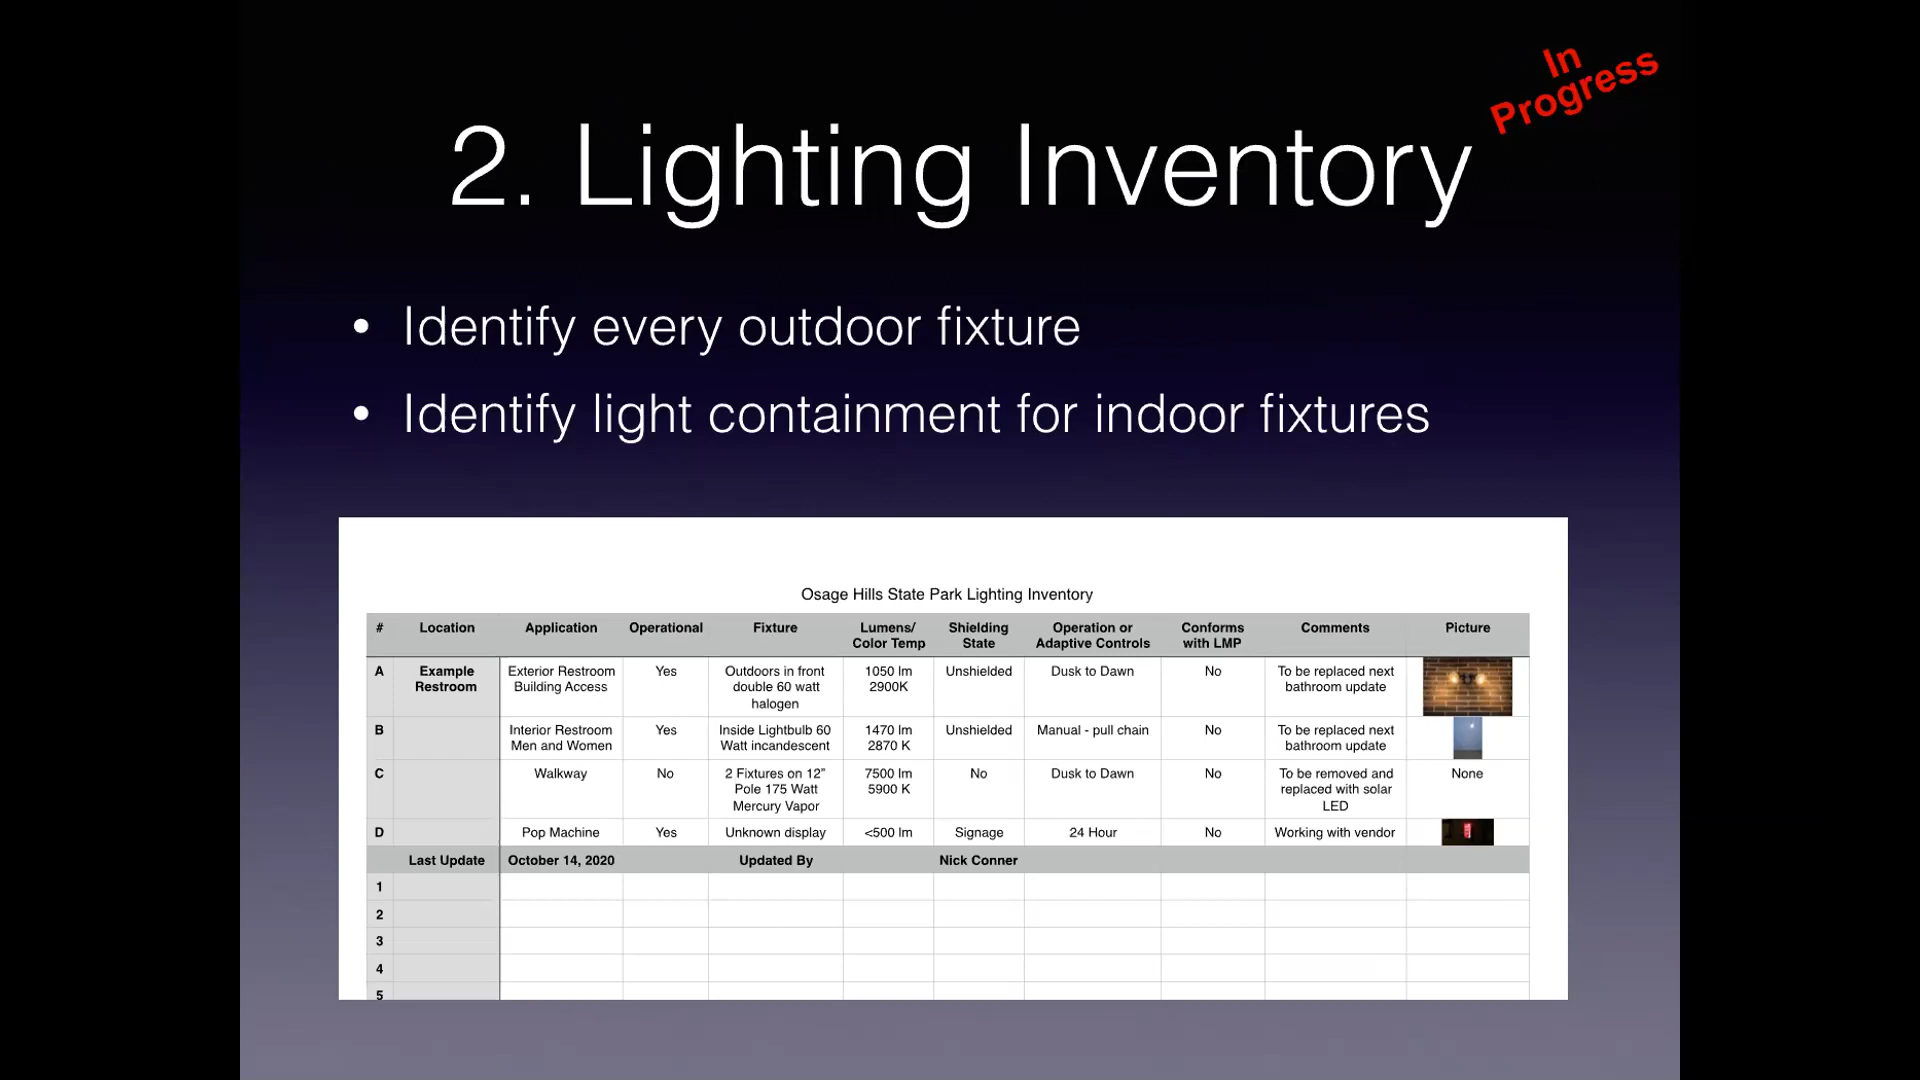 In
Progress
2. Lighting Inventory
• Identify every outdoor fixture
• Identify light containment for indoor fixtures
Osage Hills State Park Lighting Inventory
# Location Application Operational Fixture Lumens/ Color Temp Shielding State Operation or Adaptive Controls Conforms with LMP Comments Picture
A Example Restroom Exterior Restroom Building Access Yes Outdoors in front double 60 watt halogen 1050 lm 2900K Unshielded Dusk to Dawn No To be replaced next bathroom update
B Interior Restroom Men and Women Yes Inside Lightbulb 60 Watt incandescent 1470 lm 2870 K Unshielded Manual - pull chain No To be replaced next bathroom update
C Walkway No 2 Fixtures on 12” Pole 175 Watt Mercury Vapor 7500 lm 5900 K No Dusk to Dawn No To be removed and replaced with solar LED None
D Pop Machine Yes Unknown display <500 lm Signage 24 Hour No Working with vendor
Last Update October 14, 2020 Updated By Nick Conner
1
2
3
4
5